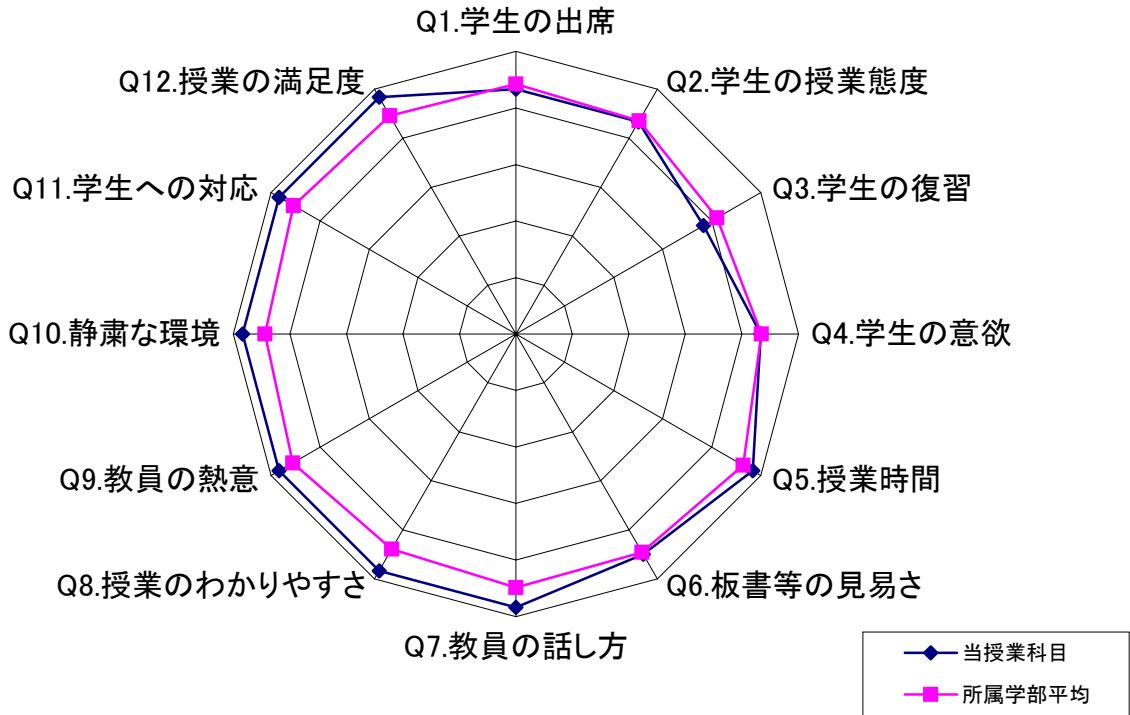 Q1.学生の出席
Q2.学生の授業態度
Q3.学生の復習
Q4.学生の意欲
Q5.授業時間
Q6.板書等の見易さ
Q7.教員の話し方
Q8.授業のわかりやすさ
Q9.教員の熱意
Q10.静粛な環境
Q11.学生への対応
Q12.授業の満足度
当授業科目
所属学部平均